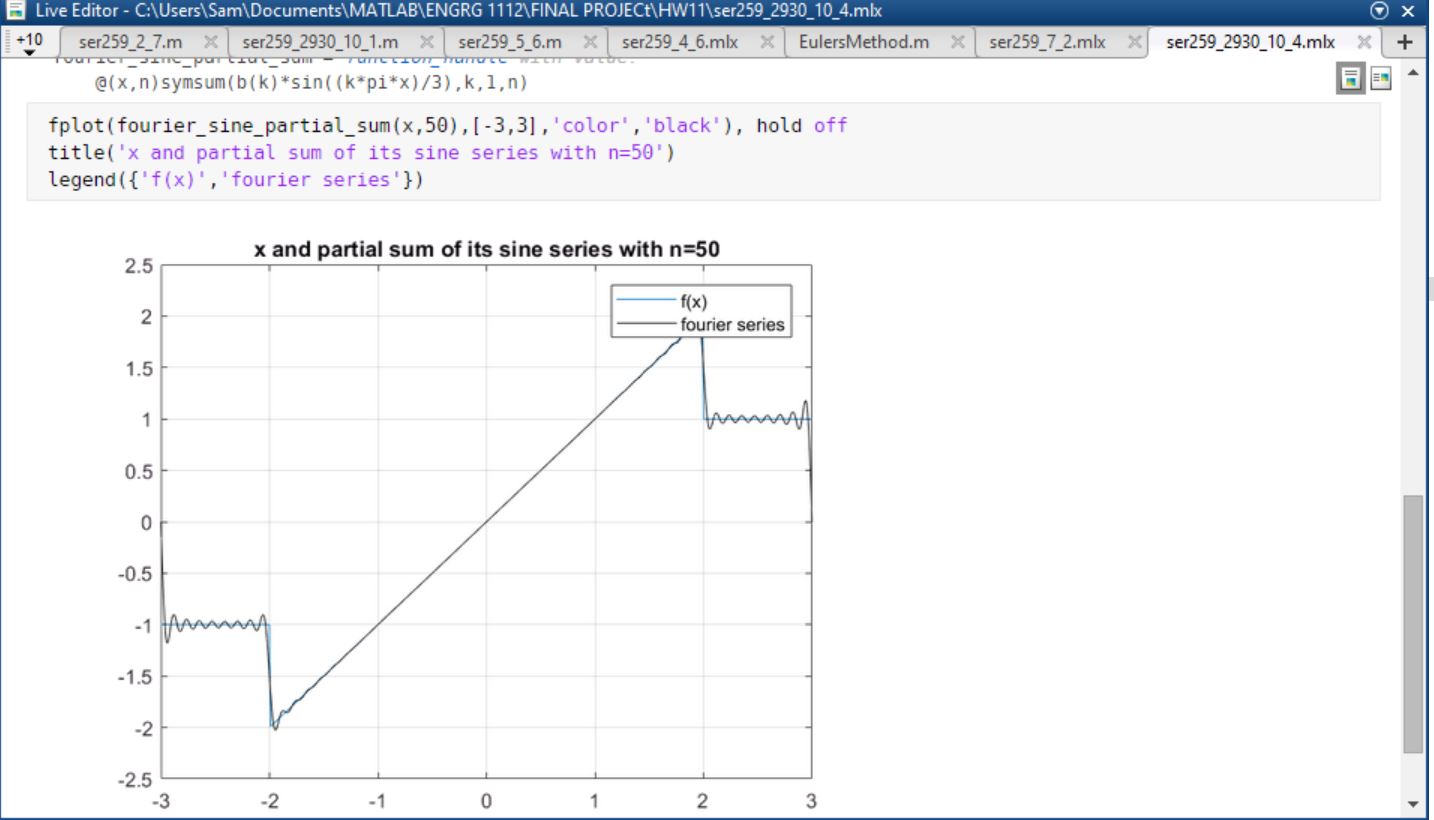 Live Editor - C:\Users\Sam\Documents\MATLAB\ENGRG 1112\FINAL PROJECt\HW11\ser259_2930_10_4.mlx
+10 ser259_2_7.m ser259_2930_10_1.m ser259_5_6.m ser259_4_6.mlx EulersMethod.m ser259_7_2.mlx ser259_2930_10_4.mlx
fourier_sine_partial_sum = function_handle with value:
@(x,n)symsum(b(k)*sin((k*pi*x)/3),k,1,n)
fplot(fourier_sine_partial_sum(x,50),[-3,3],'color','black'), hold off
title('x and partial sum of its sine series with n=50')
legend({'f(x)','fourier series'})
x and partial sum of its sine series with n=50
2.5
f(x)
2
fourier series
1.5
1
0.5
0
-0.5
-1
-1.5
-2
-2.5
-3 -2 -1 0 1 2 3